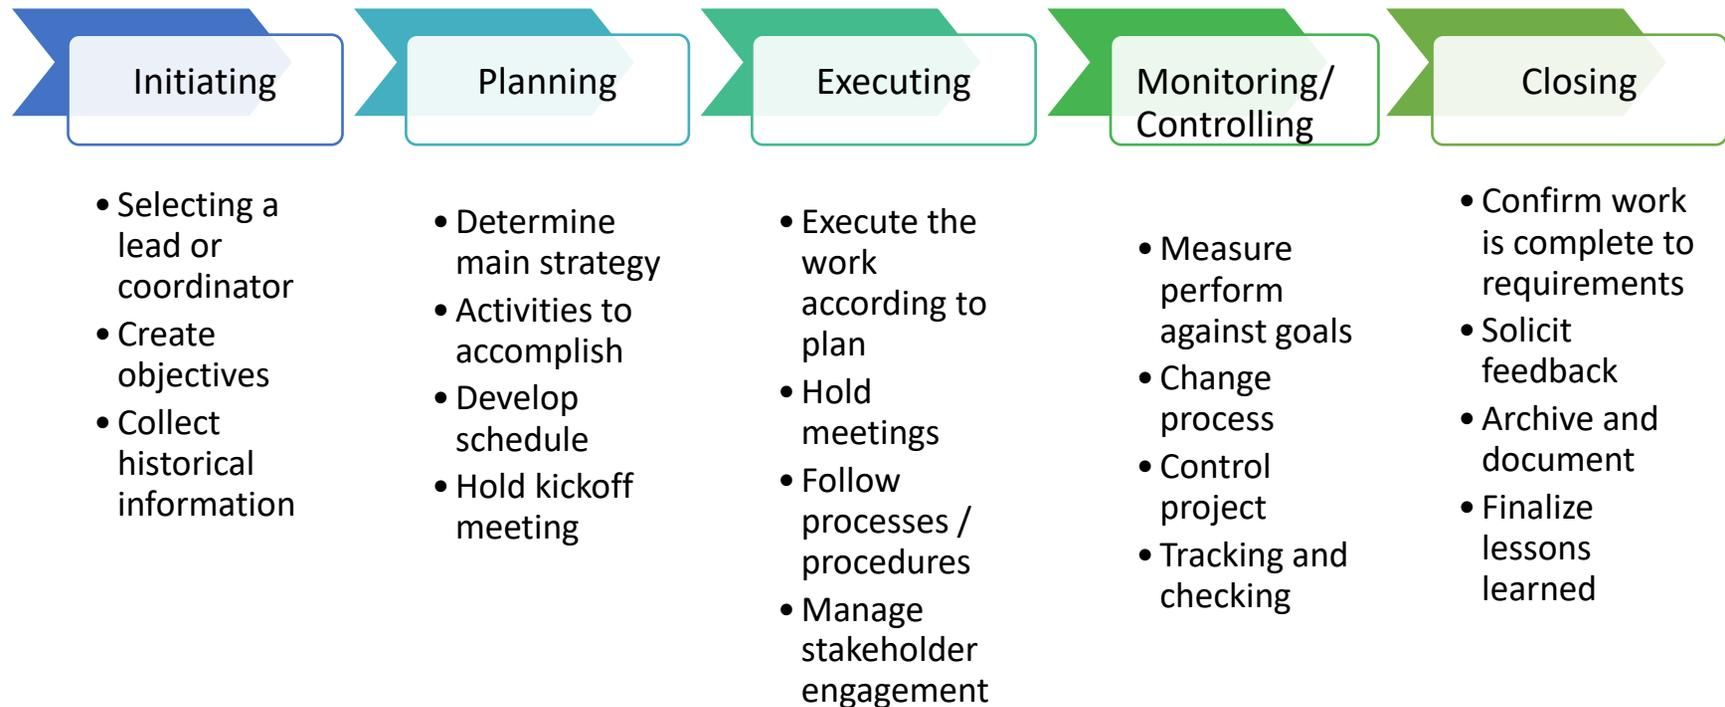 Initiating
• Selecting a
lead or
coordinator
• Create
objectives
• Collect
historical
information
Planning
• Determine
main strategy
• Activities to
accomplish
• Develop
schedule
• Hold kickoff
meeting
Executing
• Execute the
work
according to
plan
• Hold
meetings
• Follow
processes /
procedures
• Manage
stakeholder
engagement
Monitoring/
Controlling
• Measure
perform
against goals
• Change
process
• Control
project
• Tracking and
checking
Closing
• Confirm work
is complete to
requirements
• Solicit
feedback
• Archive and
document
• Finalize
lessons
learned